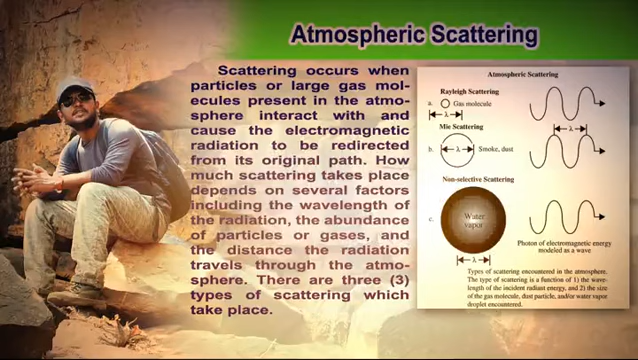 Atmospheric Scattering
Scattering occurs when
particles or large gas mol-
ecules present in the atmo-
sphere interact with and
cause the electromagnetic
radiation to be redirected
from its original path. How
much scattering takes place
depends on several factors
including the wavelength of
the radiation, the abundance
of particles or gases, and
the distance the radiation
travels through the atmo-
sphere. There are three (3)
types of scattering which
take place.
Atmospheric Scattering
Rayleigh Scattering
a. Gas molecule
λ
λ
Mie Scattering
b. λ Smoke, dust
Non-selective Scattering
c. Water
vapor
λ
Photon of electromagnetic energy
modeled as a wave
Types of scattering encountered in the atmosphere.
The type of scattering is a function of 1) the wave-
length of the incident radiant energy, and 2) the size
of the gas molecule, dust particle, and/or water vapor
droplet encountered.